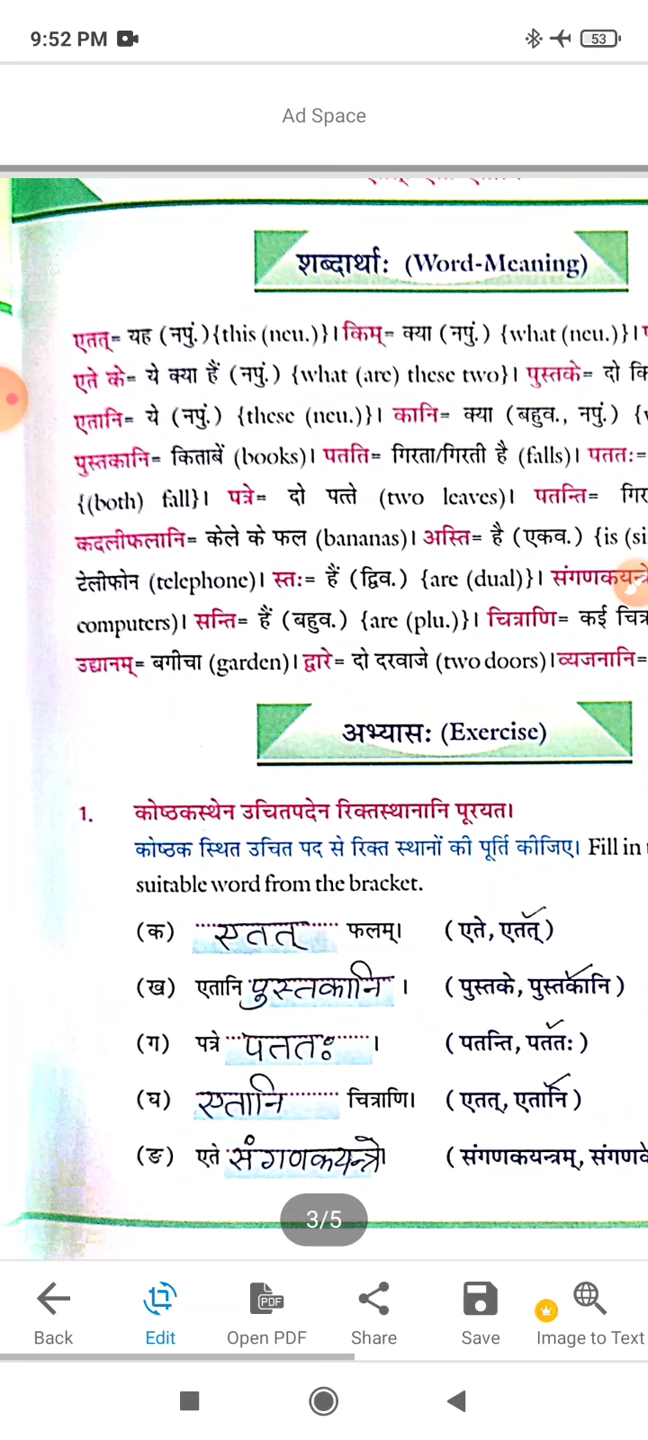 9:52 PM
53
Ad Space
शब्दार्थाः (Word-Meaning)
एतत्= यह (नपुं.){this (neu.)}। किम्= क्या (नपुं.) {what (neu.)}।
एते के= ये क्या हैं (नपुं.) {what (are) these two}। पुस्तके= दो कि
एतानि= ये (नपुं.) {these (neu.)}। कानि= क्या (बहुव., नपुं.)
पुस्तकानि= किताबें (books)। पतति= गिरता/गिरती है (falls)। पततः=
{(both) fall}। पत्रे= दो पत्ते (two leaves)। पतन्ति= गिर
कदलीफलानि= केले के फल (bananas)। अस्ति= है (एकव.) {is (si
टेलीफोन (telephone)। स्तः= हैं (द्विव.) {are (dual)}। संगणकयन्त्रे
computers)। सन्ति= हैं (बहुव.) {are (plu.)}। चित्राणि= कई चित्र
उद्यानम्= बगीचा (garden)। द्वारे= दो दरवाजे (two doors)।व्यजनानि=
अभ्यासः (Exercise)
1. कोष्ठकस्थेन उचितपदेन रिक्तस्थानानि पूरयत।
कोष्ठक स्थित उचित पद से रिक्त स्थानों की पूर्ति कीजिए। Fill in
suitable word from the bracket.
(क) एतत् फलम्। (एते, एतत्)
(ख) एतानि पुस्तकानि । (पुस्तके, पुस्तकानि)
(ग) पत्रे पततः । (पतन्ति, पततः)
(घ) एतानि चित्राणि। (एतत्, एतानि)
(ङ) एते संगणकयन्त्रे। (संगणकयन्त्रम्, संगणके
3/5
Back Edit Open PDF Share Save Image to Text
PDF